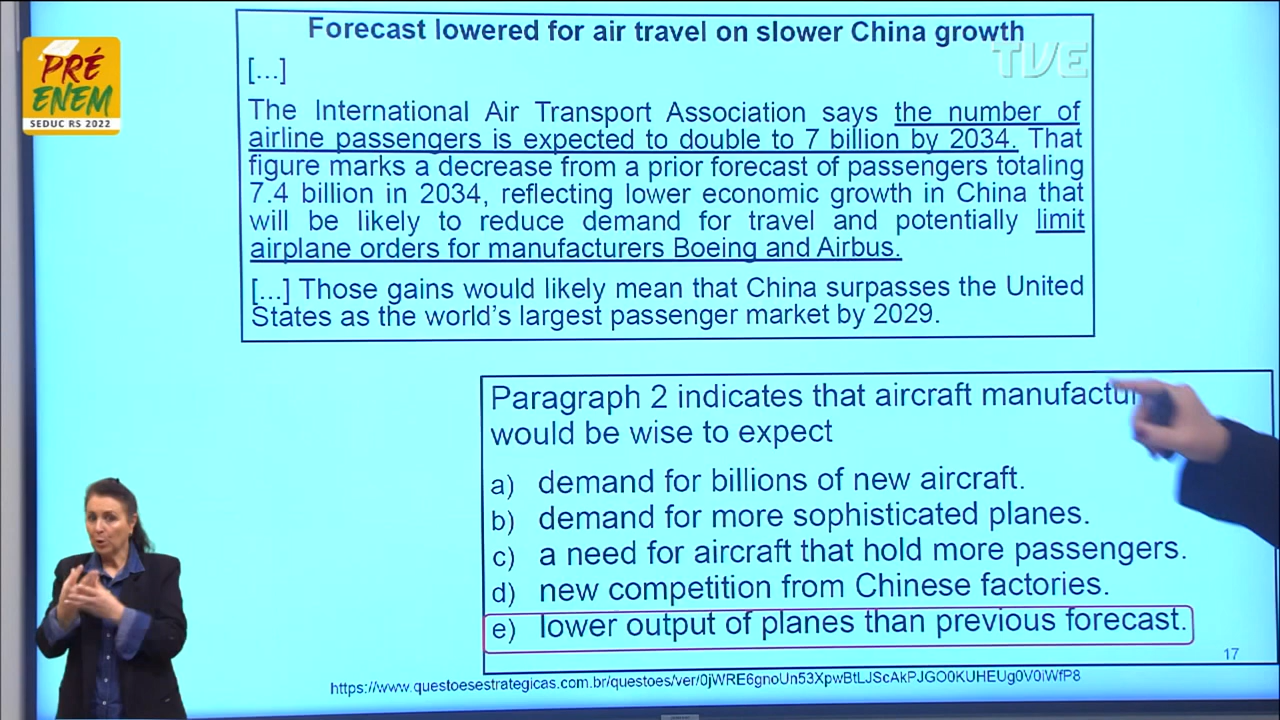 PRÉ
ENEM
SEDUC RS 2022
TVE
Forecast lowered for air travel on slower China growth
[...]
The International Air Transport Association says the number of
airline passengers is expected to double to 7 billion by 2034. That
figure marks a decrease from a prior forecast of passengers totaling
7.4 billion in 2034, reflecting lower economic growth in China that
will be likely to reduce demand for travel and potentially limit
airplane orders for manufacturers Boeing and Airbus.
[...] Those gains would likely mean that China surpasses the United
States as the world's largest passenger market by 2029.
Paragraph 2 indicates that aircraft
would be wise to expect
a) demand for billions of new aircraft.
b) demand for more sophisticated planes.
c) a need for aircraft that hold more passengers.
d) new competition from Chinese factories.
e) lower output of planes than previous forecast.
17
https://www.questoesestrategicas.com.br/questoes/ver/0jWRE6gnoUn53XpwBtLJScAkPJGO0KUHEUg0V0iWfP8